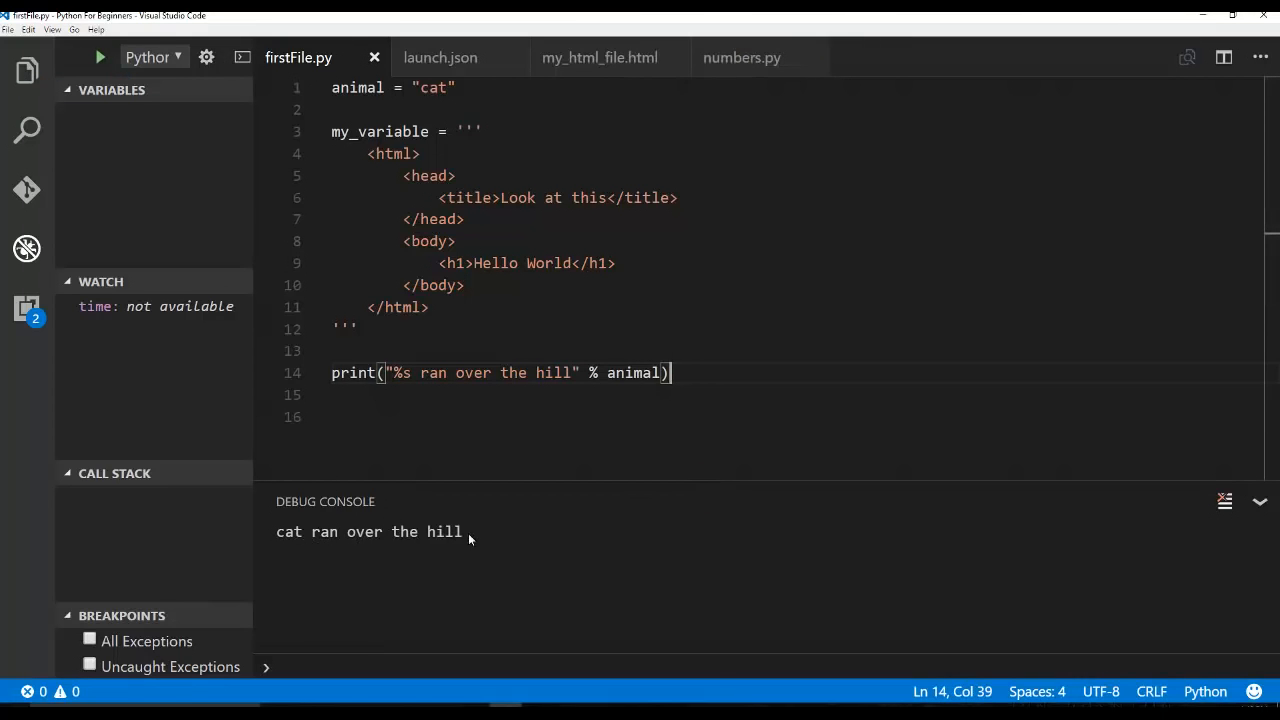 firstFile.py - Python For Beginners - Visual Studio Code
File Edit View Go Help
Python
firstFile.py
launch.json
my_html_file.html
numbers.py
VARIABLES
WATCH
time: not available
CALL STACK
BREAKPOINTS
All Exceptions
Uncaught Exceptions
2
1 animal = "cat"
2
3 my_variable = '''
4 <html>
5 <head>
6 <title>Look at this</title>
7 </head>
8 <body>
9 <h1>Hello World</h1>
10 </body>
11 </html>
12 '''
13
14 print("%s ran over the hill" % animal)
15
16
DEBUG CONSOLE
cat ran over the hill
0 0
Ln 14, Col 39 Spaces: 4 UTF-8 CRLF Python